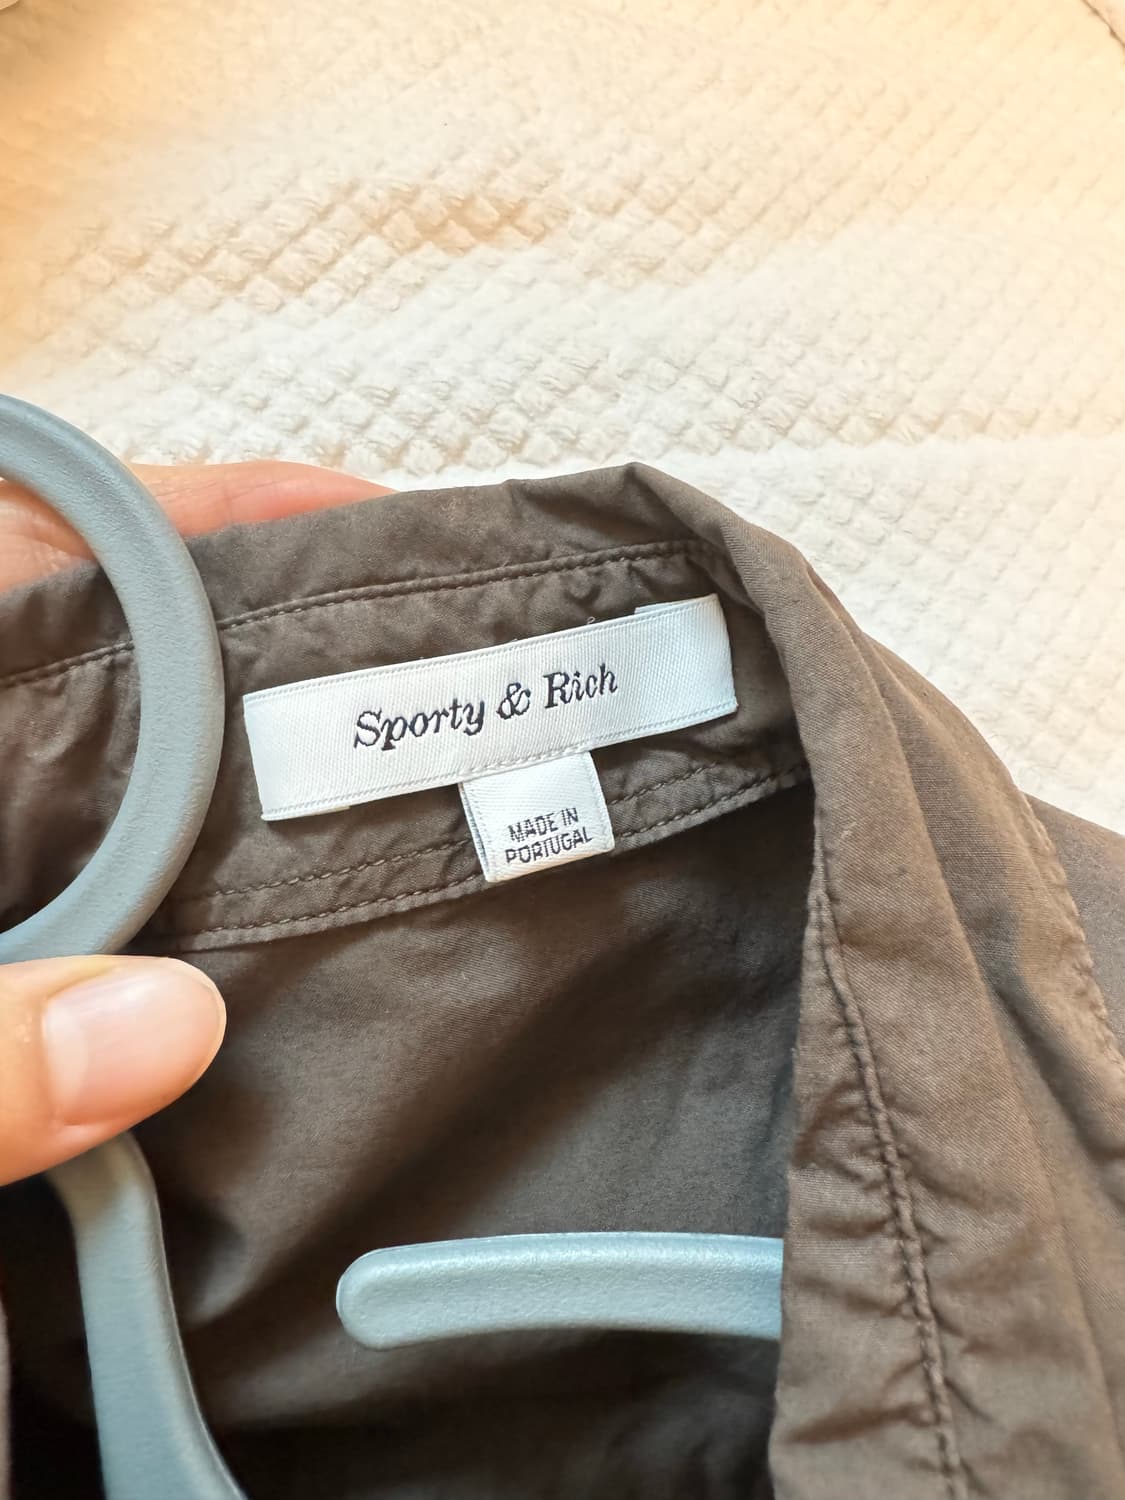 Sporty & Rich
MADE IN
PORTUGAL